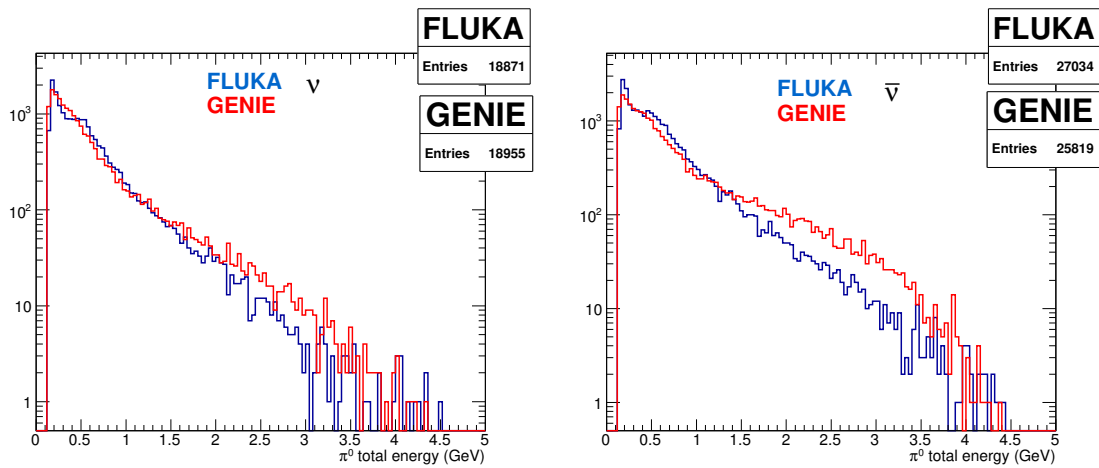 FLUKA
Entries 18871
FLUKA ν
GENIE
GENIE
Entries 18955
10³
10²
10
1
0 0.5 1 1.5 2 2.5 3 3.5 4 4.5 5
π⁰ total energy (GeV)
FLUKA
Entries 27034
FLUKA ν̅
GENIE
GENIE
Entries 25819
10³
10²
10
1
0 0.5 1 1.5 2 2.5 3 3.5 4 4.5 5
π⁰ total energy (GeV)